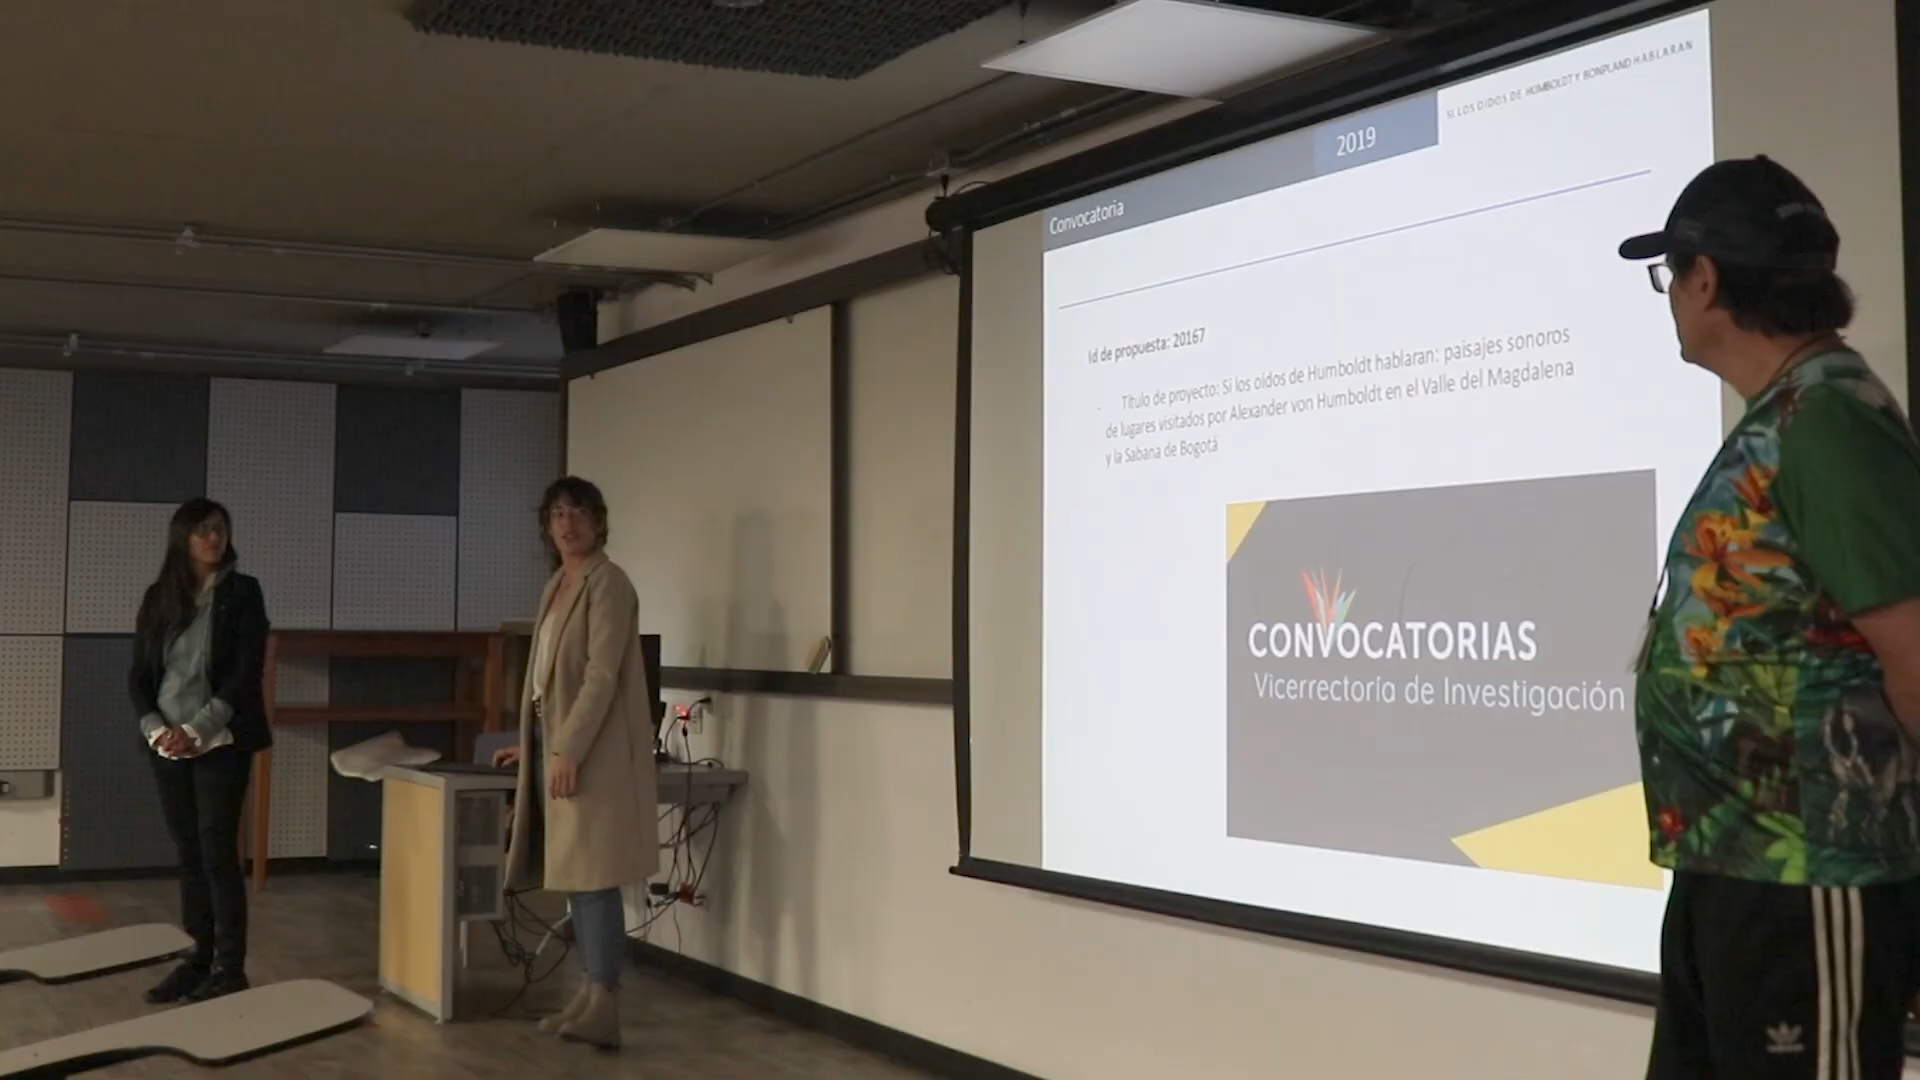 SI LOS OIDOS DE HUMBOLDT Y BONPLAND HABLARAN
2019
Convocatoria
Id de propuesta: 20167
- Título de proyecto: Si los oidos de Humboldt hablaran: paisajes sonoros
de lugares visitados por Alexander von Humboldt en el Valle del Magdalena
y la Sabana de Bogotá
CONVOCATORIAS
Vicerrectoría de Investigación